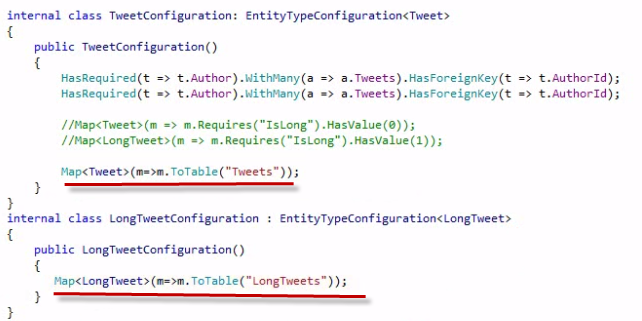 internal class TweetConfiguration: EntityTypeConfiguration<Tweet>
{
public TweetConfiguration()
{
HasRequired(t => t.Author).WithMany(a => a.Tweets).HasForeignKey(t => t.AuthorId);
HasRequired(t => t.Author).WithMany(a => a.Tweets).HasForeignKey(t => t.AuthorId);
//Map<Tweet>(m => m.Requires("IsLong").HasValue(0));
//Map<LongTweet>(m => m.Requires("IsLong").HasValue(1));
Map<Tweet>(m=>m.ToTable("Tweets"));
}
}
internal class LongTweetConfiguration : EntityTypeConfiguration<LongTweet>
{
public LongTweetConfiguration()
{
Map<LongTweet>(m=>m.ToTable("LongTweets"));
}
}